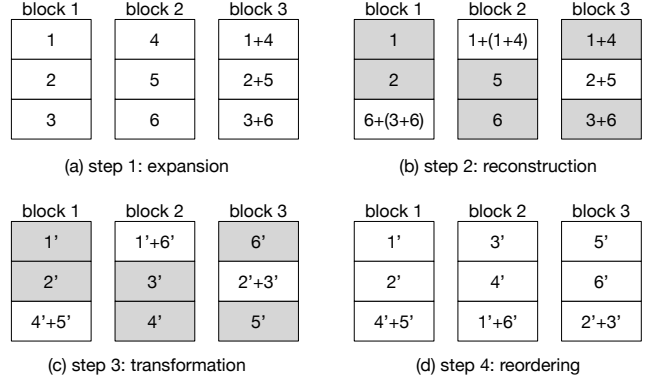 block 1 block 2 block 3
1 4 1+4
2 5 2+5
3 6 3+6
(a) step 1: expansion
block 1 block 2 block 3
1 1+(1+4) 1+4
2 5 2+5
6+(3+6) 6 3+6
(b) step 2: reconstruction
block 1 block 2 block 3
1’ 1’+6’ 6’
2’ 3’ 2’+3’
4’+5’ 4’ 5’
(c) step 3: transformation
block 1 block 2 block 3
1’ 3’ 5’
2’ 4’ 6’
4’+5’ 1’+6’ 2’+3’
(d) step 4: reordering